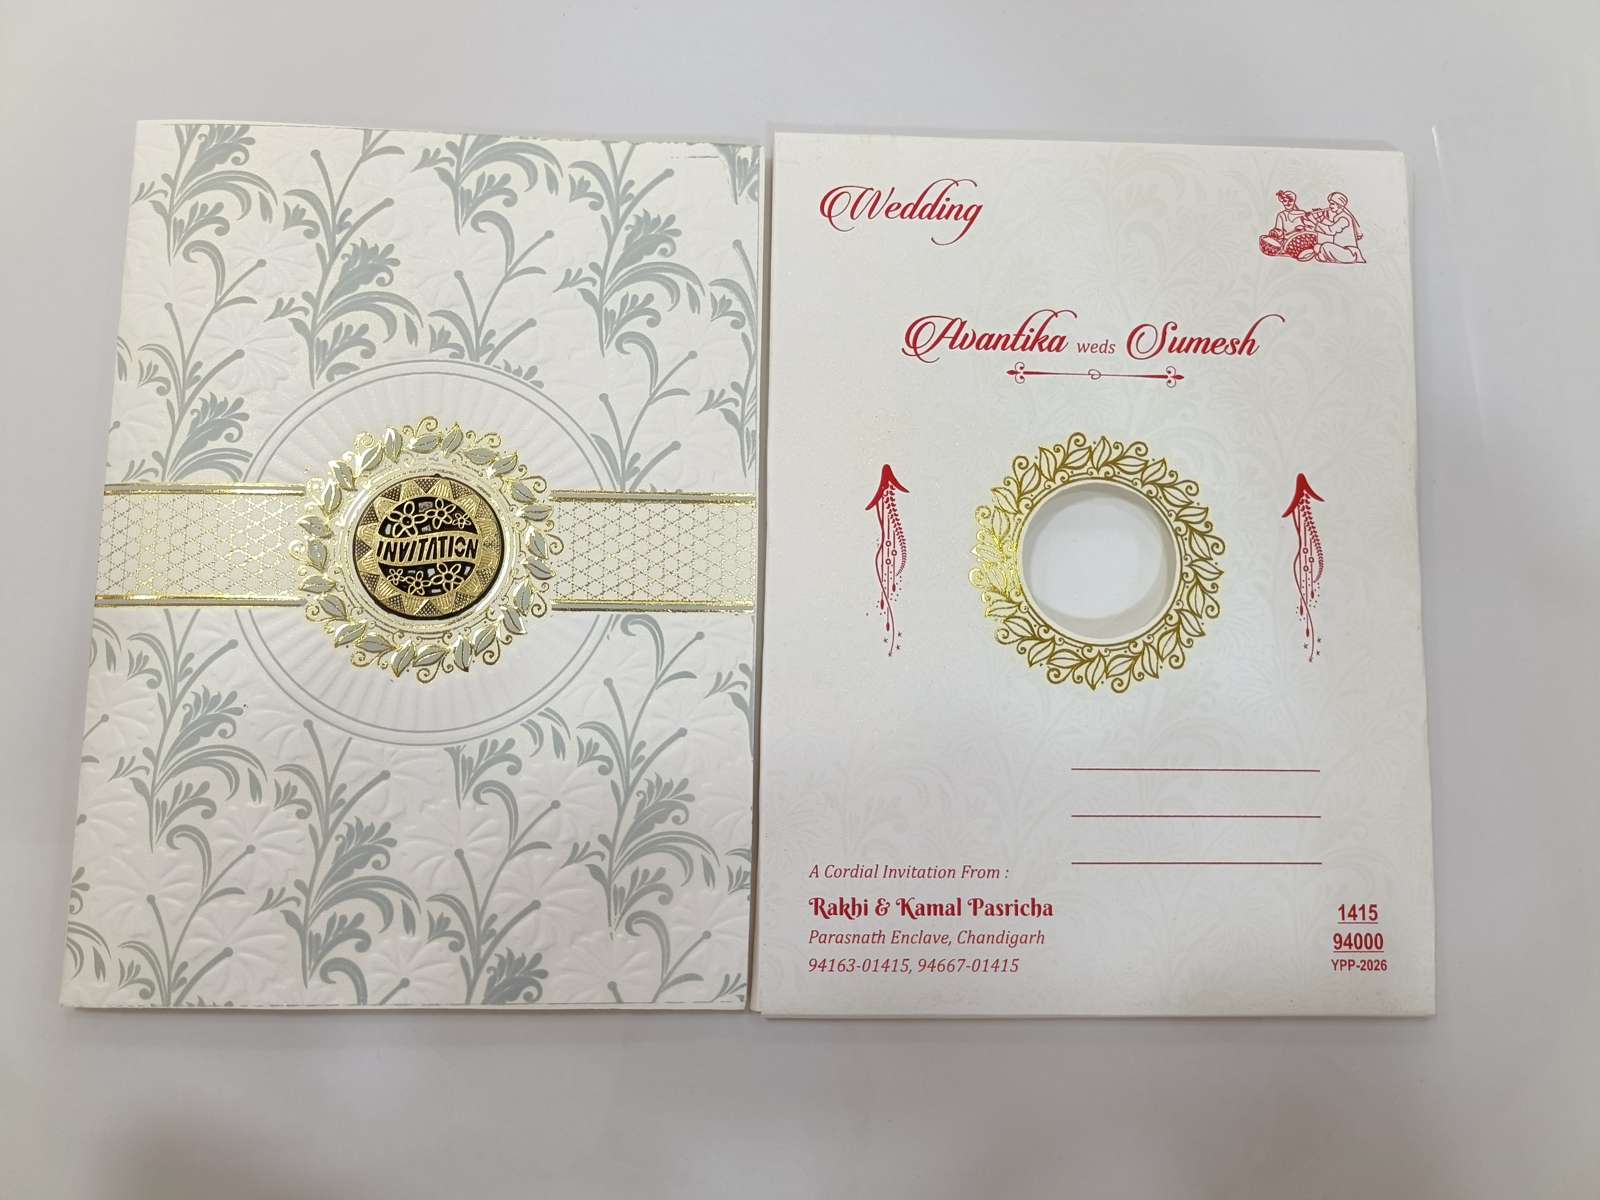 INVITATION
Wedding
Avantika weds Sumesh
A Cordial Invitation From :
Rakhi & Kamal Pasricha
Parasnath Enclave, Chandigarh
94163-01415, 94667-01415
1415
94000
YPP-2026